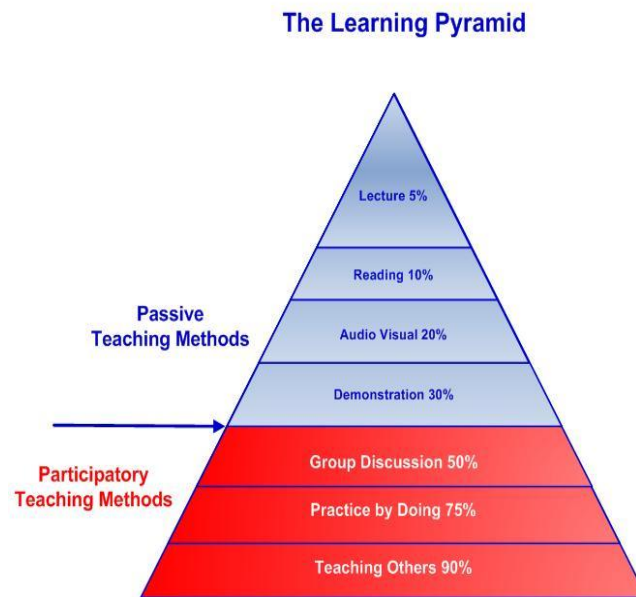 The Learning Pyramid
Lecture 5%
Reading 10%
Passive
Teaching Methods
Audio Visual 20%
Demonstration 30%
Participatory
Teaching Methods
Group Discussion 50%
Practice by Doing 75%
Teaching Others 90%